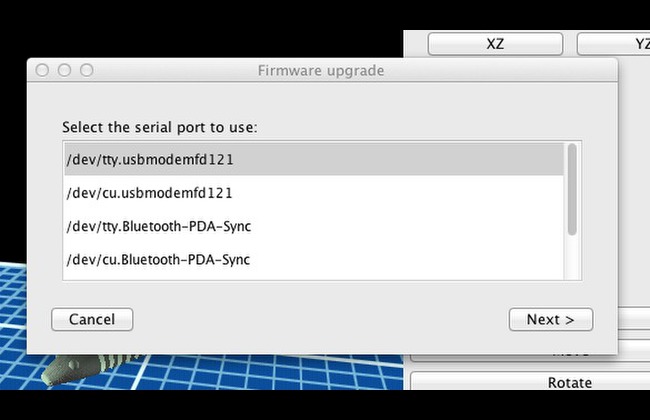 XZ
YZ
Firmware upgrade
Select the serial port to use:
/dev/tty.usbmodemfd121
/dev/cu.usbmodemfd121
/dev/tty.Bluetooth-PDA-Sync
/dev/cu.Bluetooth-PDA-Sync
Cancel
Next >
Move
Rotate